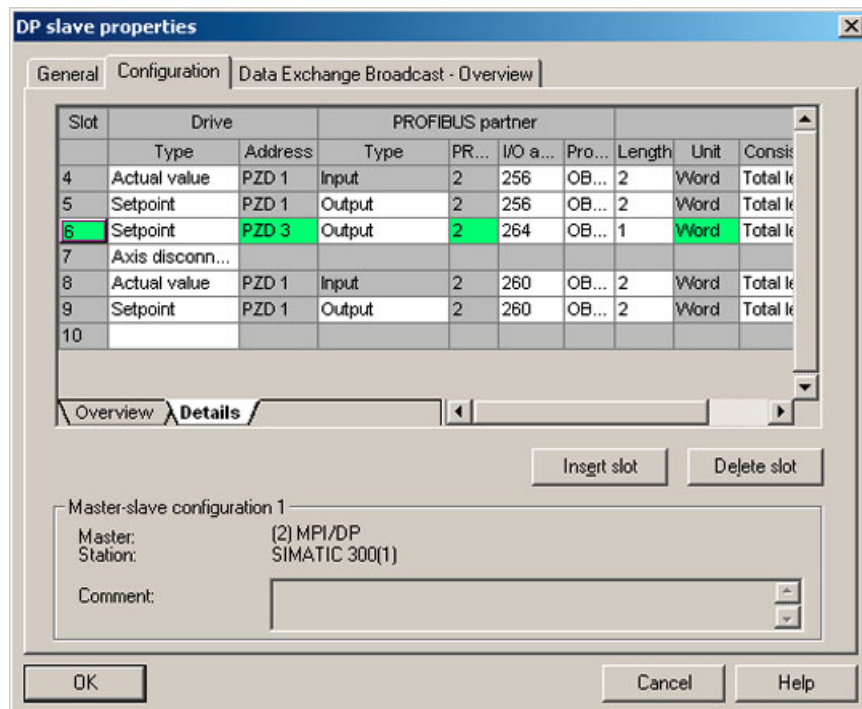 DP slave properties
General Configuration Data Exchange Broadcast - Overview
Slot Drive PROFIBUS partner
Type Address Type PR... I/O a... Pro... Length Unit Consis
4 Actual value PZD 1 Input 2 256 OB... 2 Word Total le
5 Setpoint PZD 1 Output 2 256 OB... 2 Word Total le
6 Setpoint PZD 3 Output 2 264 OB... 1 Word Total le
7 Axis disconn...
8 Actual value PZD 1 Input 2 260 OB... 2 Word Total le
9 Setpoint PZD 1 Output 2 260 OB... 2 Word Total le
10
Overview Details
Insert slot Delete slot
Master-slave configuration 1
Master: (2) MPI/DP
Station: SIMATIC 300(1)
Comment:
OK Cancel Help